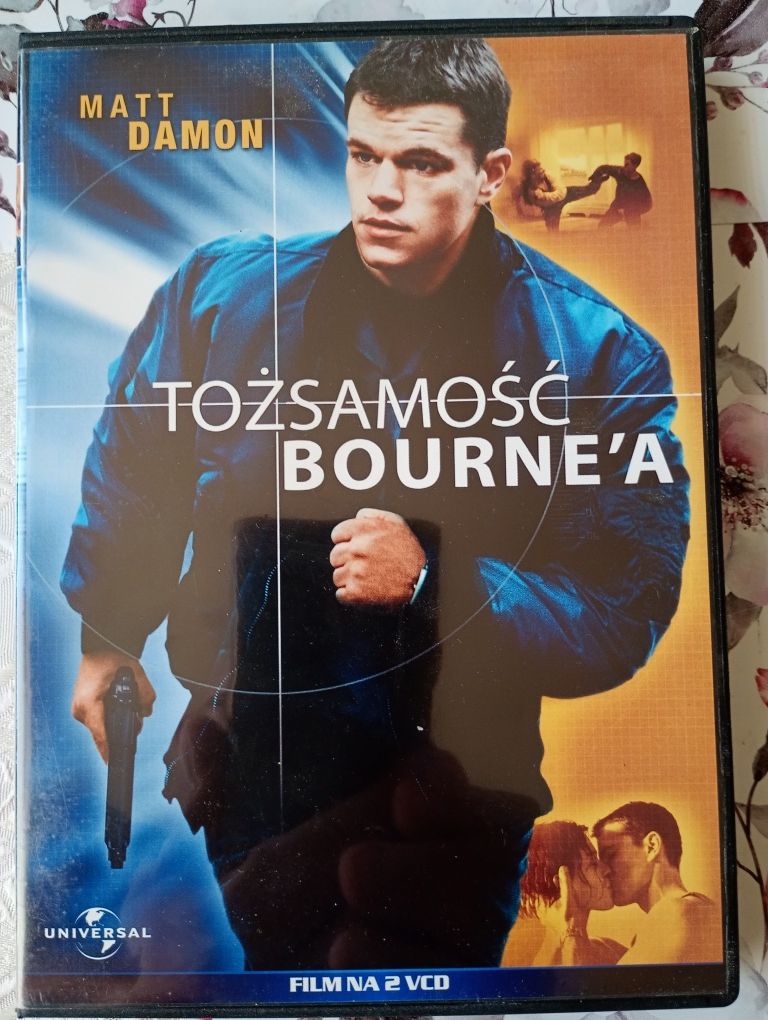 MATT
DAMON
TOŻSAMOŚĆ
BOURNE'A
UNIVERSAL
FILM NA 2 VCD